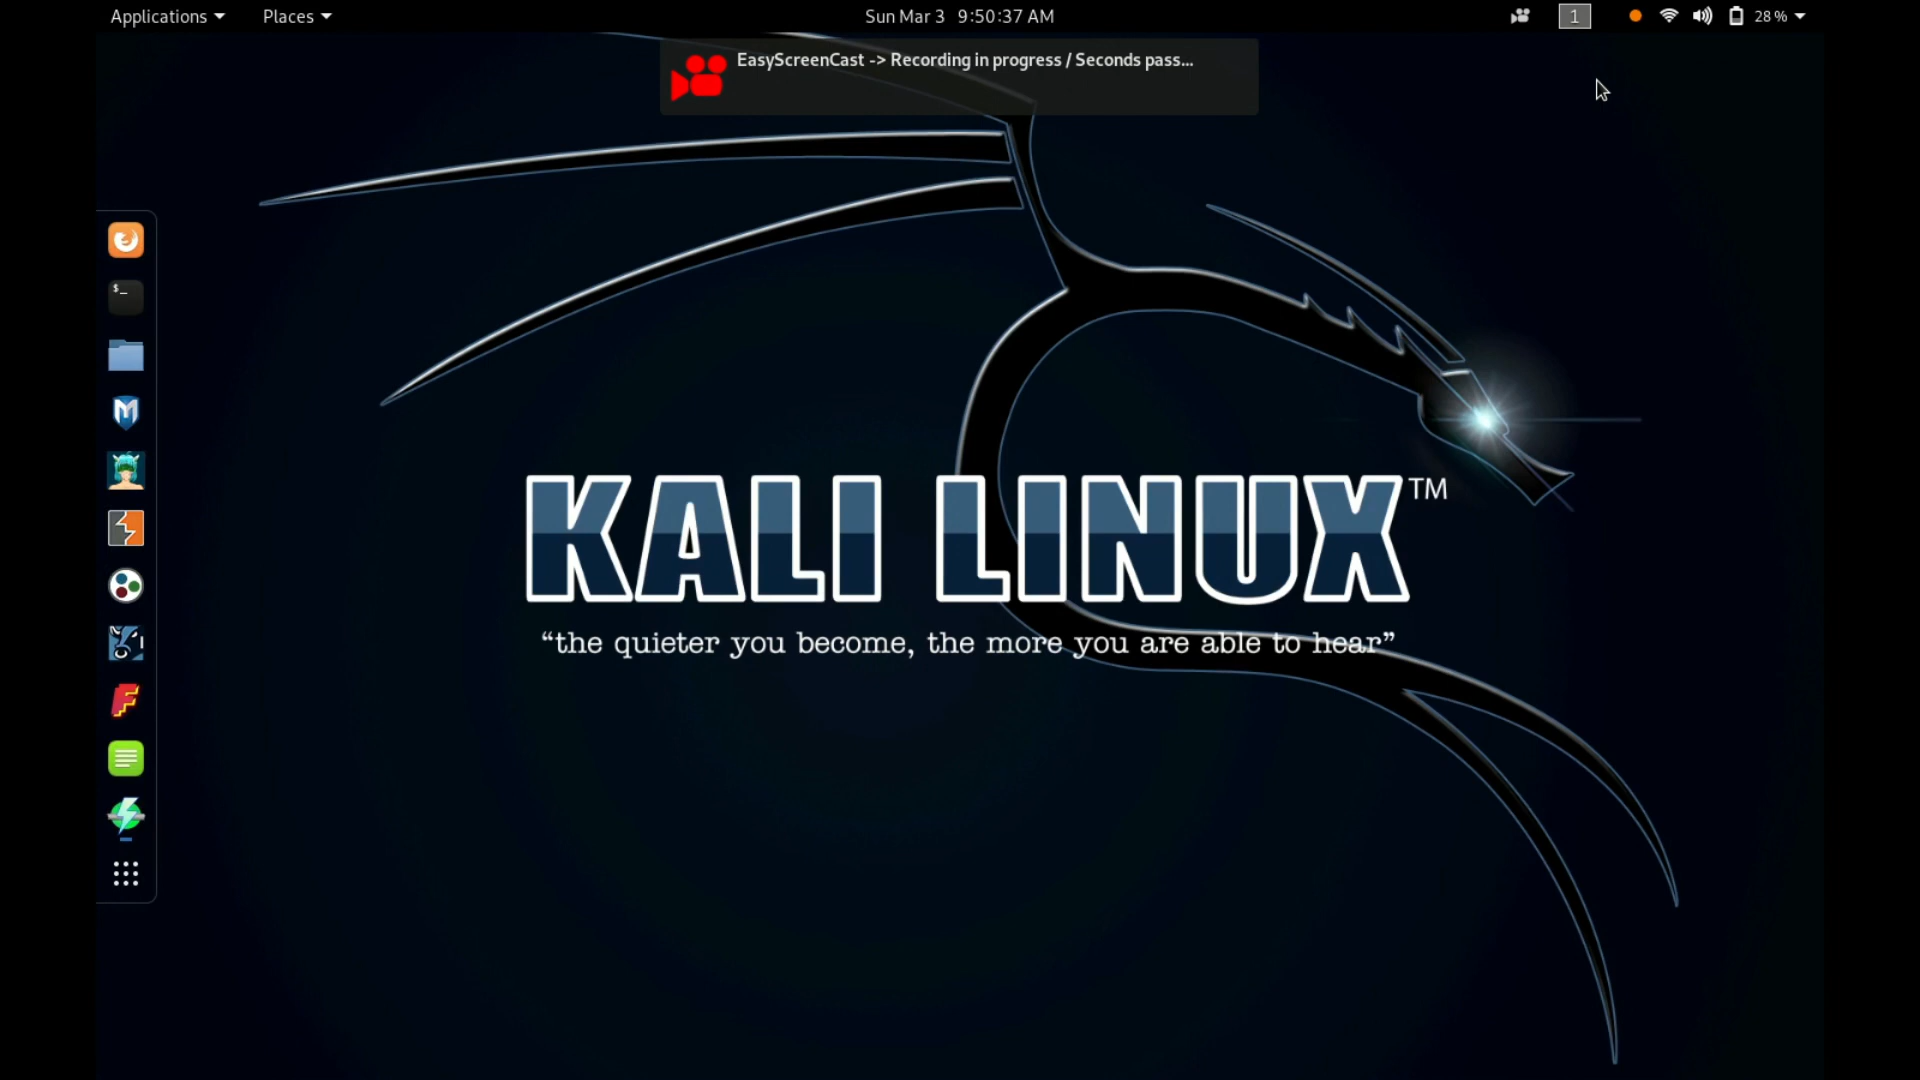 Applications Places Sun Mar 3 9:50:37 AM 1 28 %
EasyScreenCast -> Recording in progress / Seconds pass...
$_
M
KALI LINUX™
“the quieter you become, the more you are able to hear”
F